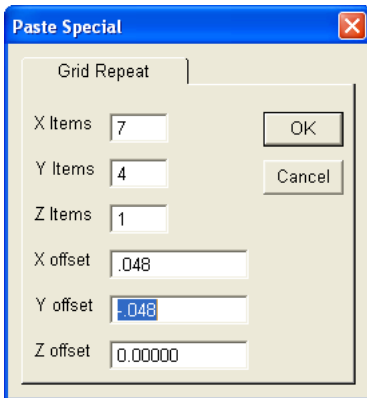 Paste Special
Grid Repeat
X Items 7
OK
Y Items 4
Cancel
Z Items 1
X offset .048
Y offset -.048
Z offset 0.00000